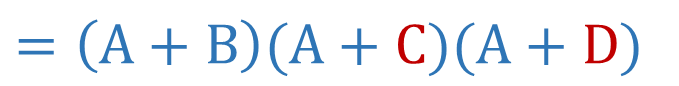 = (A + B)(A + C)(A + D)